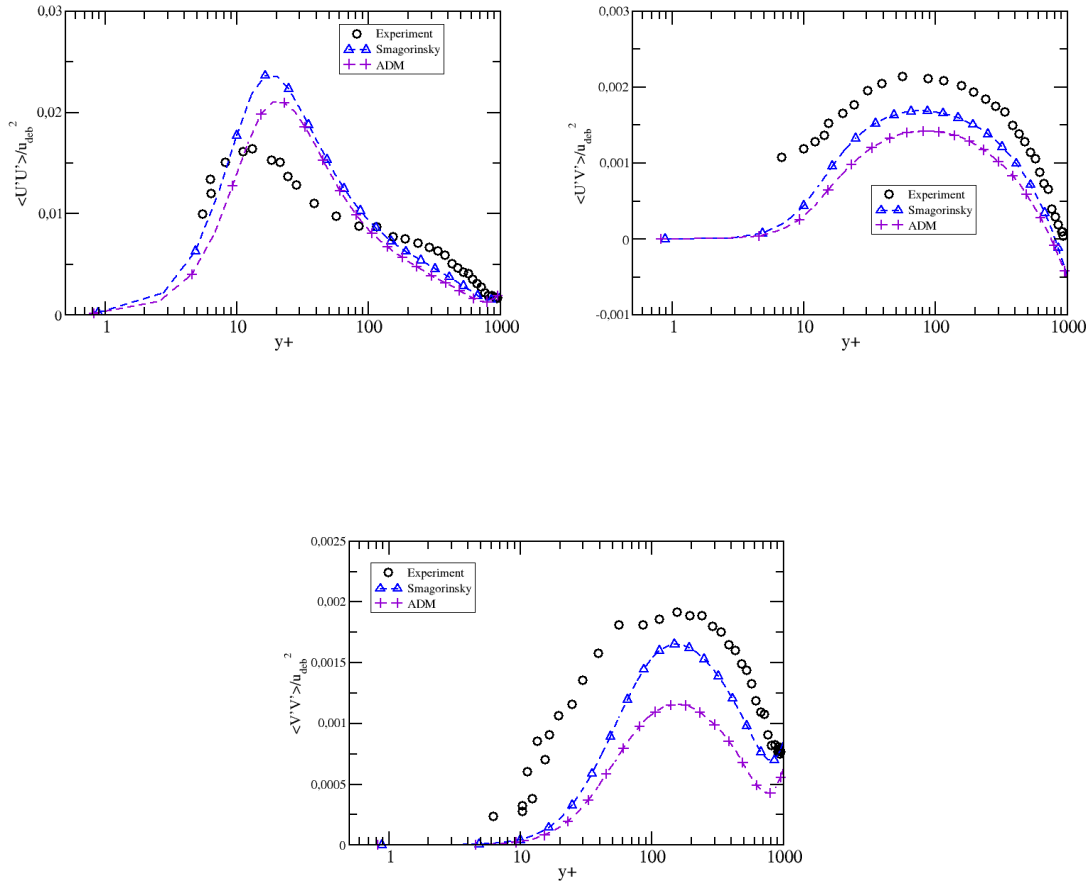 0,03
0,02
0,01
0
<U'U'>/u_deb^2
Experiment
Smagorinsky
ADM
1
10
100
1000
y+
0,003
0,002
0,001
0
-0,001
<U'V'>/u_deb^2
Experiment
Smagorinsky
ADM
1
10
100
1000
y+
0,0025
0,002
0,0015
0,001
0,0005
0
<V'V'>/u_deb^2
Experiment
Smagorinsky
ADM
1
10
100
1000
y+